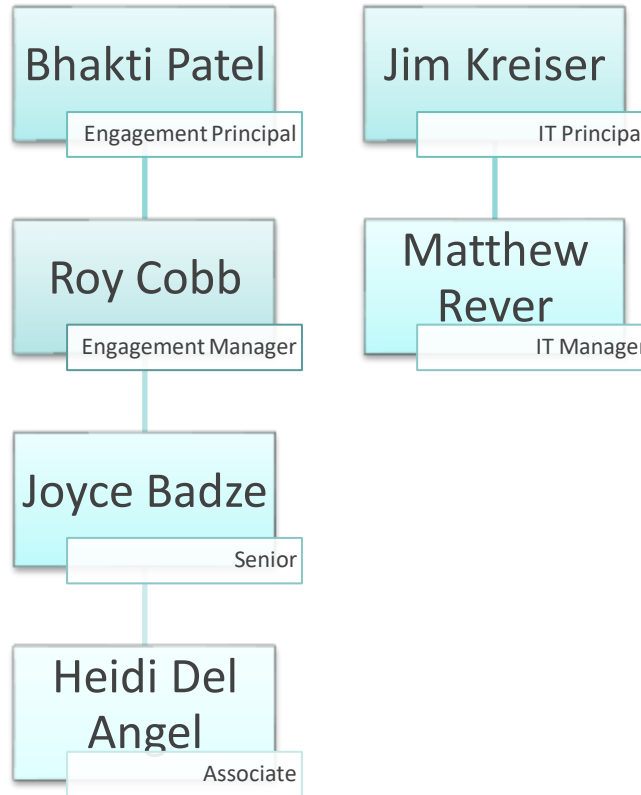 Bhakti Patel
Engagement Principal
Roy Cobb
Engagement Manager
Joyce Badze
Senior
Heidi Del
Angel
Associate
Jim Kreiser
IT Principa
Matthew
Rever
IT Manager